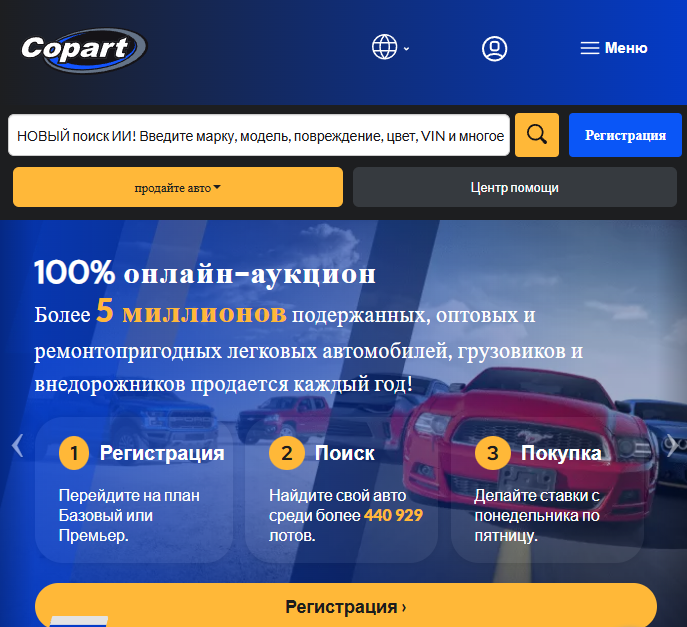 Copart
Меню
НОВЫЙ поиск ИИ! Введите марку, модель, повреждение, цвет, VIN и многое
Регистрация
продайте авто
Центр помощи
100% онлайн-аукцион
Более 5 миллионов подержанных, оптовых и
ремонтопригодных легковых автомобилей, грузовиков и
внедорожников продается каждый год!
1 Регистрация
Перейдите на план
Базовый или
Премьер.
2 Поиск
Найдите свой авто
среди более 440 929
лотов.
3 Покупка
Делайте ставки с
понедельника по
пятницу.
Регистрация ›